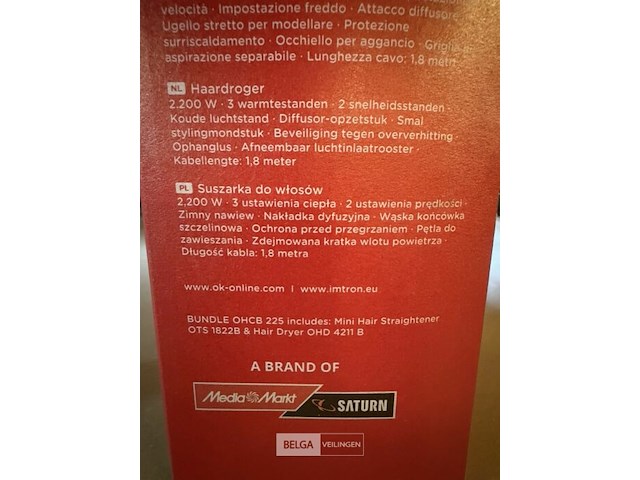 velocità · Impostazione freddo · Attacco diffusore
Ugello stretto per modellare · Protezione
surriscaldamento · Occhiello per aggancio · Griglia
aspirazione separabile · Lunghezza cavo: 1,8 metri
NL Haardroger
2.200 W · 3 warmtestanden · 2 snelheidsstanden ·
Koude luchtstand · Diffusor-opzetstuk · Smal
stylingmondstuk · Beveiliging tegen oververhitting ·
Ophanglus · Afneembaar luchtinlaatrooster ·
Kabellengte: 1,8 meter
PL Suszarka do włosów
2,200 W · 3 ustawienia ciepła · 2 ustawienia prędkości ·
Zimny nawiew · Nakładka dyfuzyjna · Wąska końcówka
szczelinowa · Ochrona przed przegrzaniem · Pętla do
zawieszania · Zdejmowana kratka wlotu powietrza ·
Długość kabla: 1,8 metra
www.ok-online.com | www.imtron.eu
BUNDLE OHCB 225 includes: Mini Hair Straightener
OTS 1822B & Hair Dryer OHD 4211 B
A BRAND OF
Media Markt SATURN
BELGA VEILINGEN